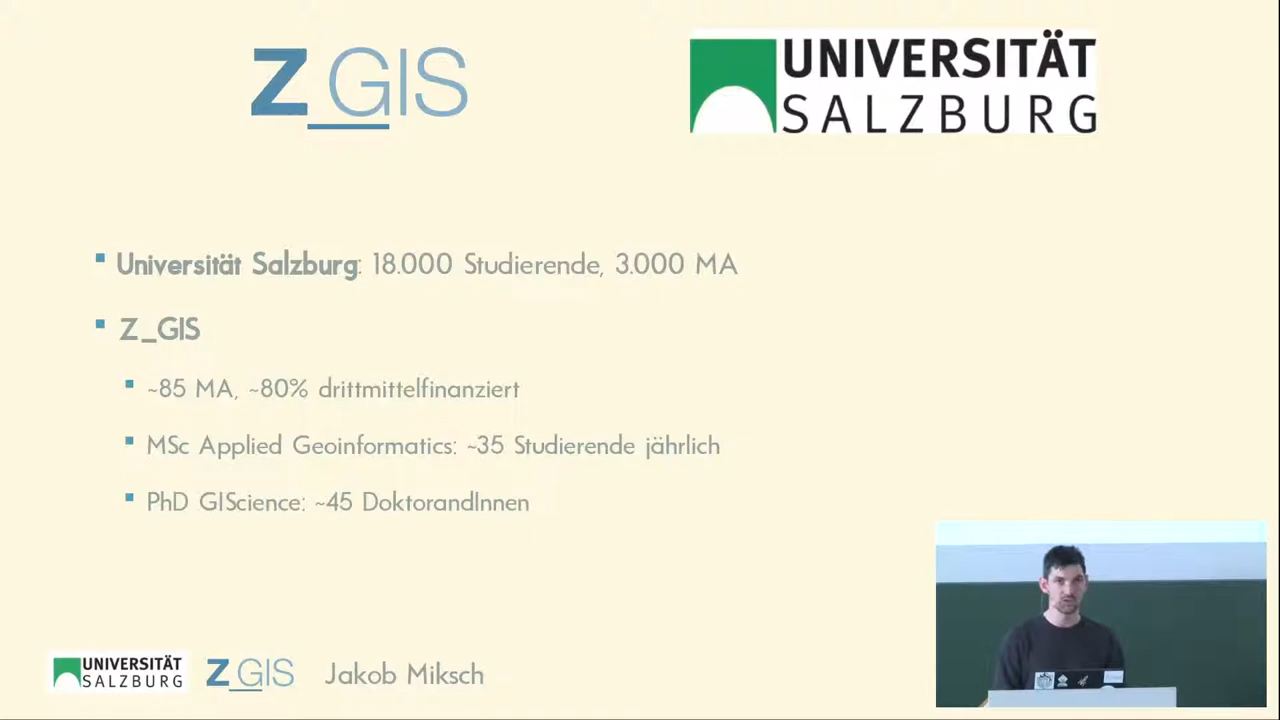 Z_GIS
UNIVERSITÄT
SALZBURG
Universität Salzburg: 18.000 Studierende, 3.000 MA
Z_GIS
~85 MA, ~80% drittmittelfinanziert
MSc Applied Geoinformatics: ~35 Studierende jährlich
PhD GIScience: ~45 DoktorandInnen
UNIVERSITÄT
SALZBURG
Z_GIS
Jakob Miksch